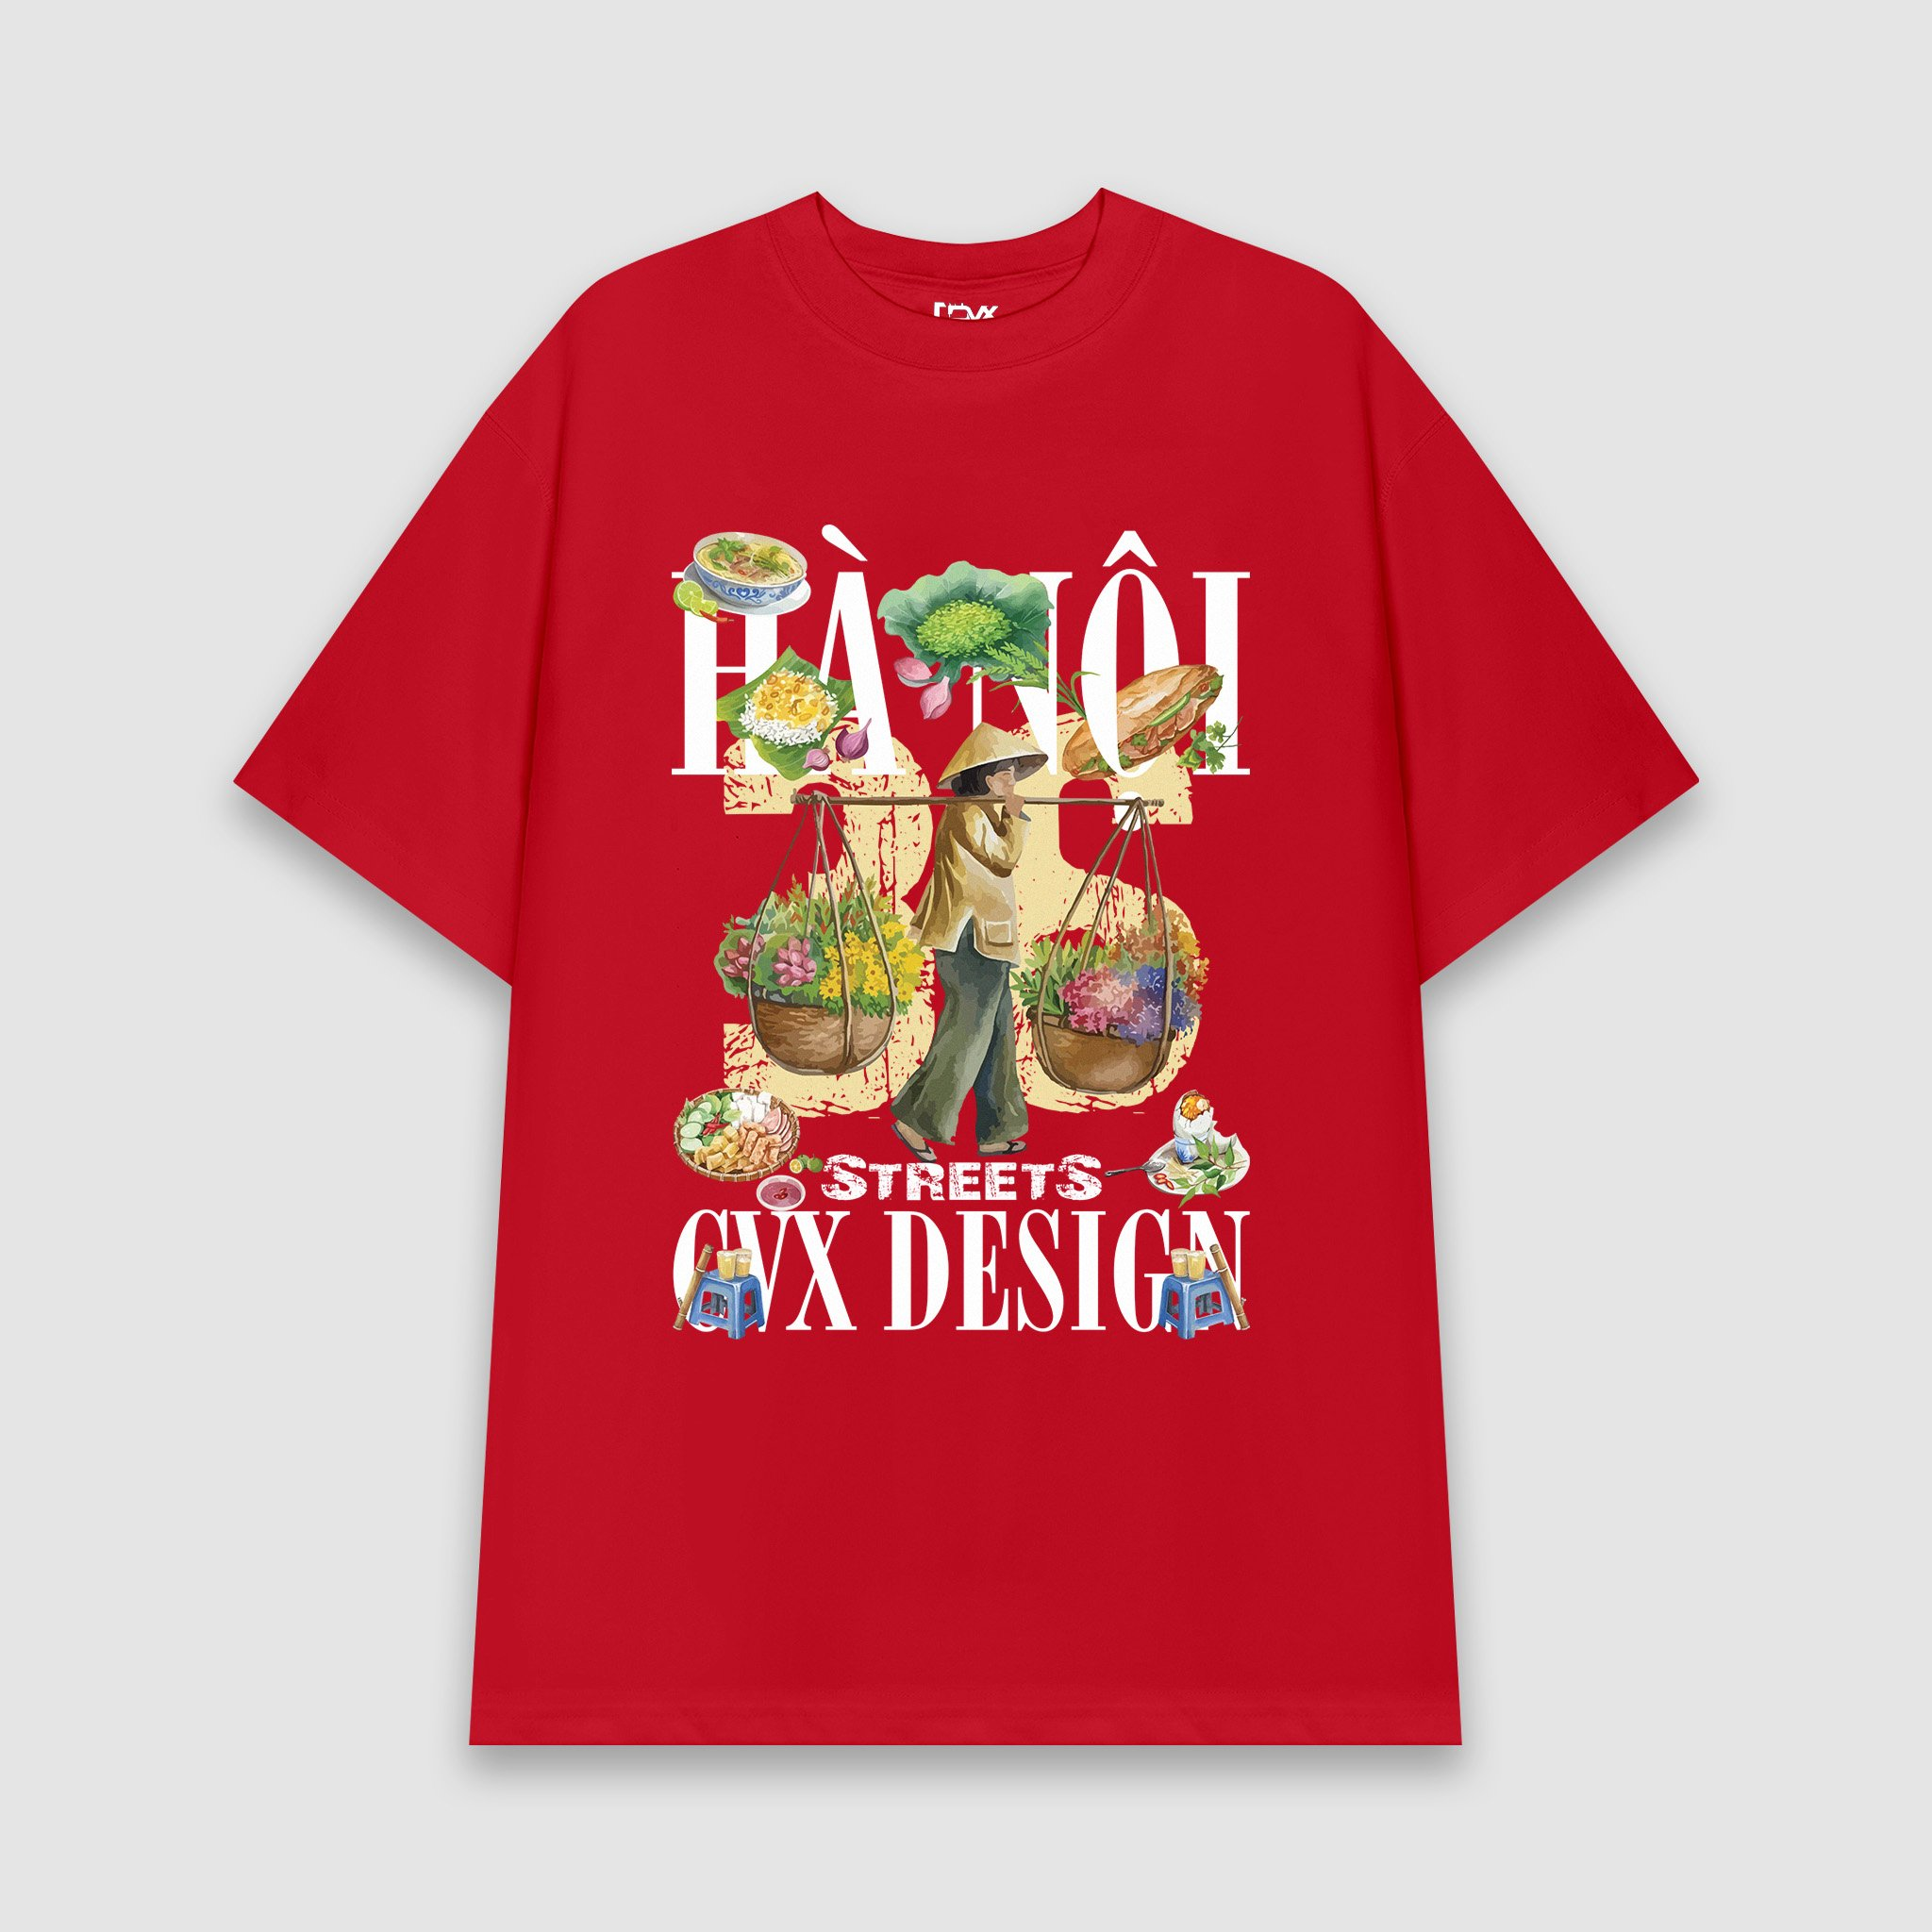 HÀ NỘI
36
STREETS
CVX DESIGN